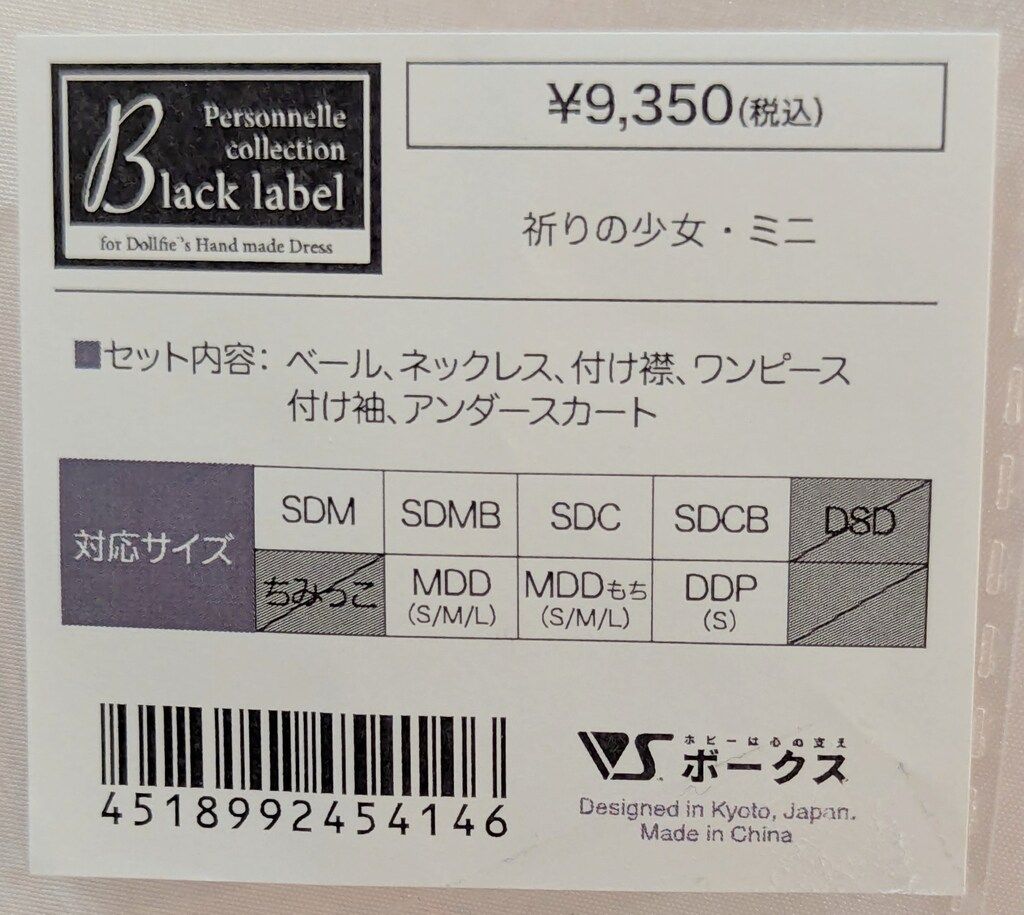 Personnelle
collection
Black label
for Dollfie's Hand made Dress
¥9,350(税込)
祈りの少女・ミニ
■セット内容: ベール、ネックレス、付け襟、ワンピース
付け袖、アンダースカート
対応サイズ
SDM SDMB SDC SDCB DSD
ちみっこ MDD MDDもち DDP
(S/M/L) (S/M/L) (S)
4518992454146
VS
ホビーは心の支え
ボークス
Designed in Kyoto, Japan.
Made in China